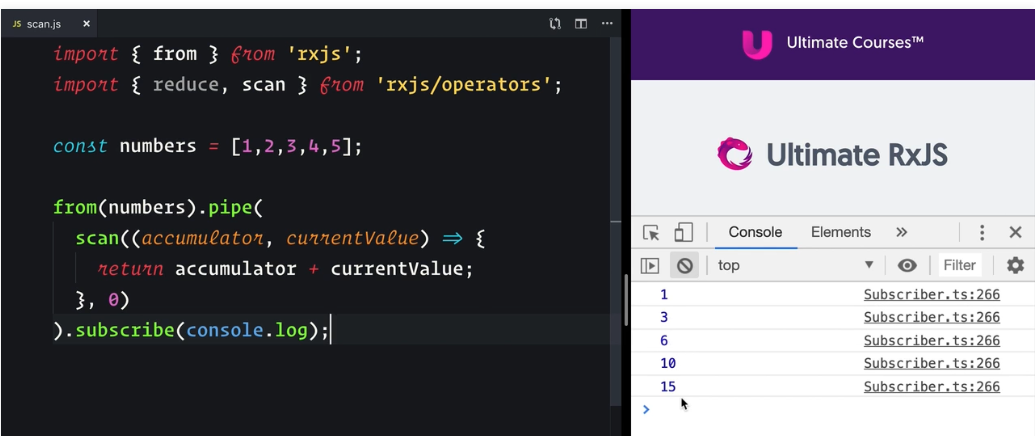 JS scan.js ×
import { from } from 'rxjs';
import { reduce, scan } from 'rxjs/operators';
const numbers = [1,2,3,4,5];
from(numbers).pipe(
scan((accumulator, currentValue) => {
return accumulator + currentValue;
}, 0)
).subscribe(console.log);
Ultimate Courses™
Ultimate RxJS
Console Elements »
top Filter
1 Subscriber.ts:266
3 Subscriber.ts:266
6 Subscriber.ts:266
10 Subscriber.ts:266
15 Subscriber.ts:266